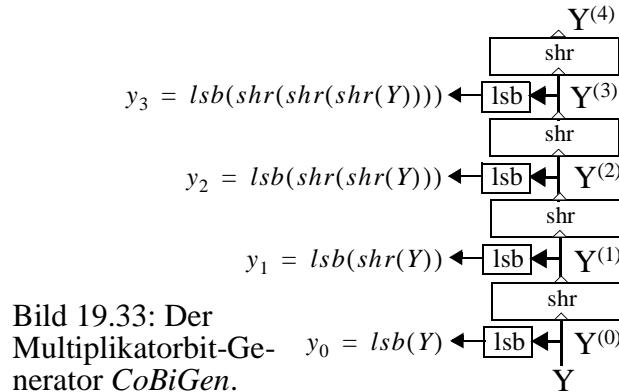 Y(4)
shr
y3 = lsb(shr(shr(shr(Y)))) lsb Y(3)
shr
y2 = lsb(shr(shr(Y))) lsb Y(2)
shr
y1 = lsb(shr(Y)) lsb Y(1)
shr
y0 = lsb(Y) lsb Y(0)
Y
Bild 19.33: Der
Multiplikatorbit-Ge-
nerator CoBiGen.